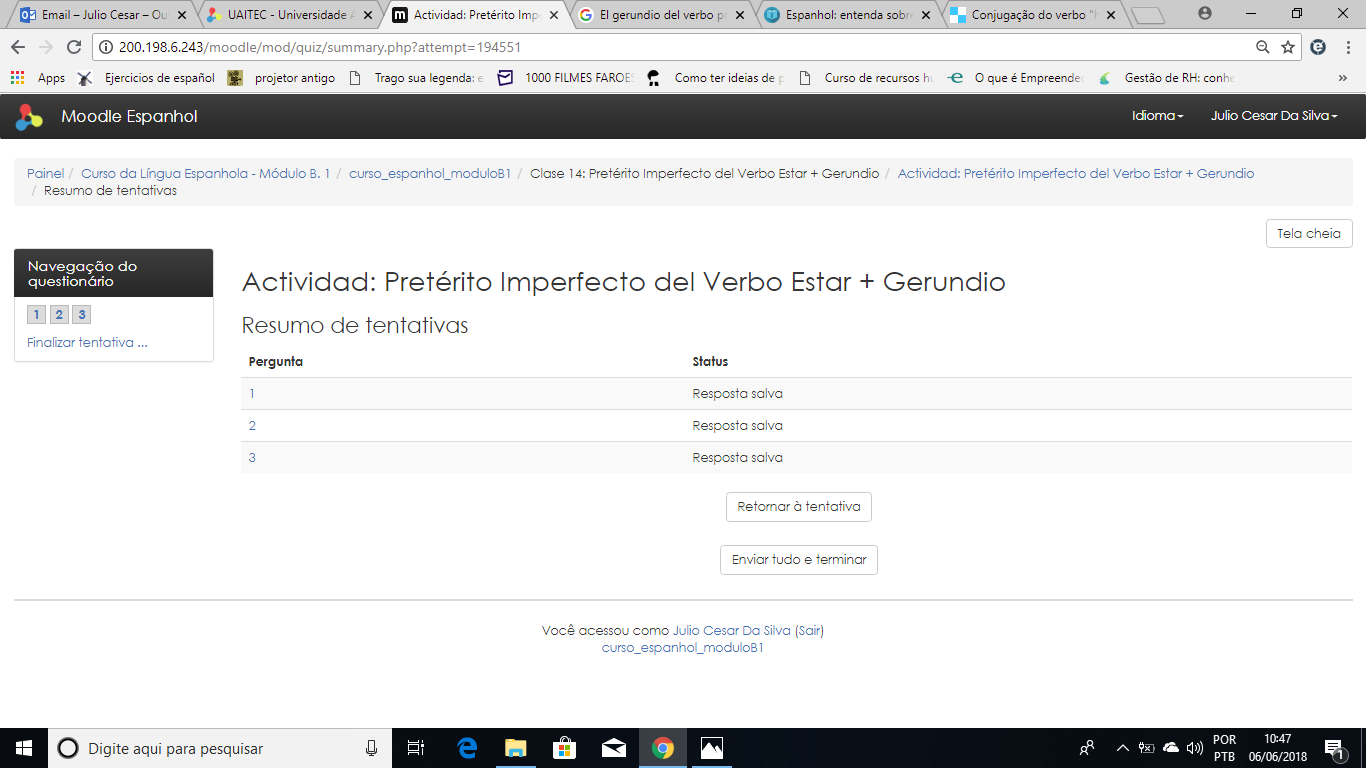 Email – Julio Cesar – Ou
UAITEC - Universidade A
Actividad: Pretérito Impe
El gerundio del verbo p
Espanhol: entenda sobr
Conjugação do verbo "h
200.198.6.243/moodle/mod/quiz/summary.php?attempt=194551
Apps
Ejercicios de español
projetor antigo
Trago sua legenda: e
1000 FILMES FAROES
Como ter ideias de p
Curso de recursos hu
O que é Empreende
Gestão de RH: conhe
Moodle Espanhol
Idioma
Julio Cesar Da Silva
Painel / Curso da Língua Espanhola - Módulo B. 1 / curso_espanhol_moduloB1 / Clase 14: Pretérito Imperfecto del Verbo Estar + Gerundio / Actividad: Pretérito Imperfecto del Verbo Estar + Gerundio
/ Resumo de tentativas
Tela cheia
Navegação do
questionário
1 2 3
Finalizar tentativa ...
Actividad: Pretérito Imperfecto del Verbo Estar + Gerundio
Resumo de tentativas
Pergunta Status
1 Resposta salva
2 Resposta salva
3 Resposta salva
Retornar à tentativa
Enviar tudo e terminar
Você acessou como Julio Cesar Da Silva (Sair)
curso_espanhol_moduloB1
Digite aqui para pesquisar
POR
PTB
10:47
06/06/2018
1